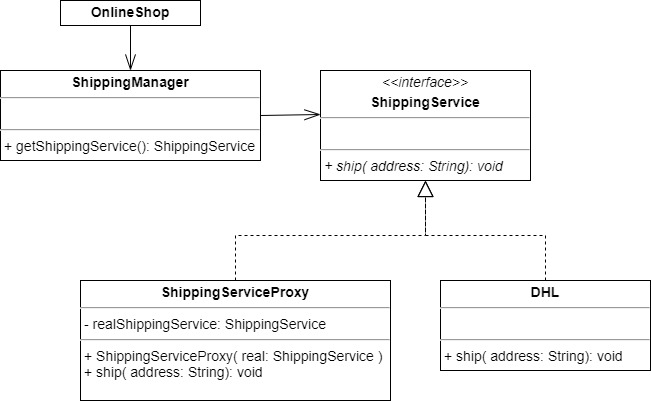 OnlineShop
ShippingManager
+ getShippingService(): ShippingService
<<interface>>
ShippingService
+ ship( address: String): void
ShippingServiceProxy
- realShippingService: ShippingService
+ ShippingServiceProxy( real: ShippingService )
+ ship( address: String): void
DHL
+ ship( address: String): void